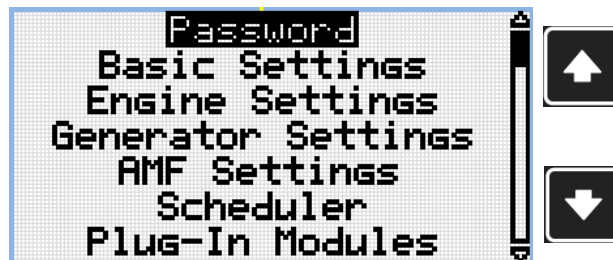 Password
Basic Settings
Engine Settings
Generator Settings
AMF Settings
Scheduler
Plug-In Modules